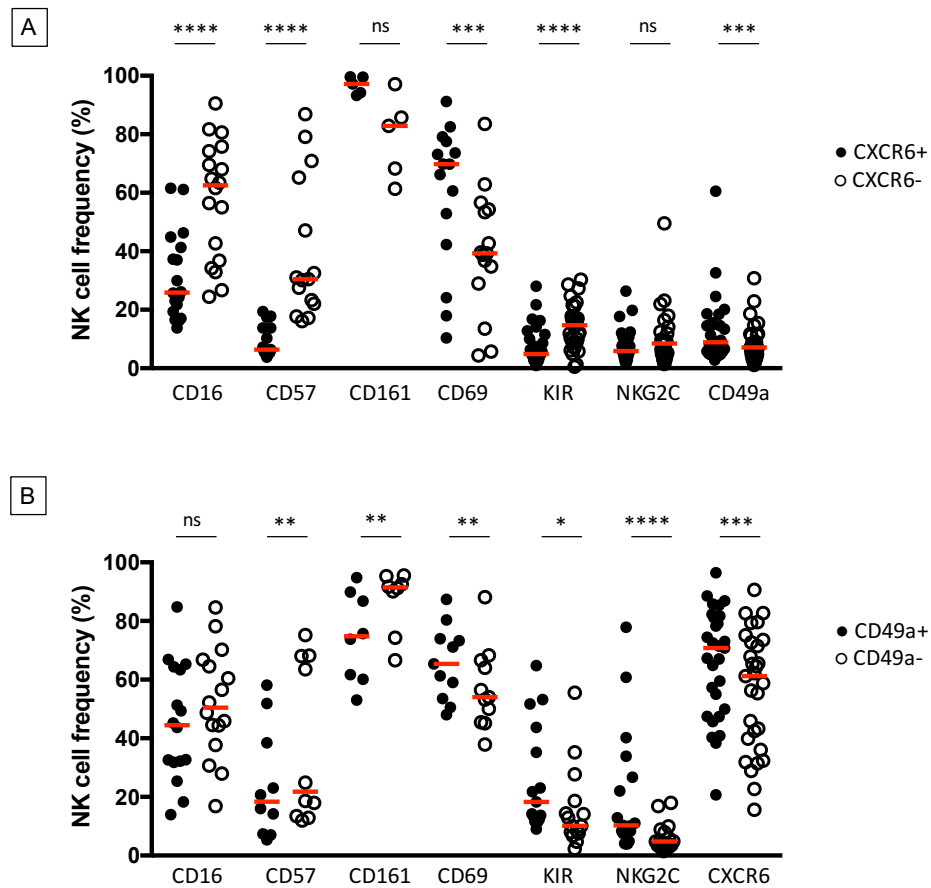 A
**** **** ns *** **** ns ***
NK cell frequency (%)
100
80
60
40
20
0
CD16 CD57 CD161 CD69 KIR NKG2C CD49a
CXCR6+
CXCR6-
B
ns ** ** ** * **** ***
NK cell frequency (%)
100
80
60
40
20
0
CD16 CD57 CD161 CD69 KIR NKG2C CXCR6
CD49a+
CD49a-